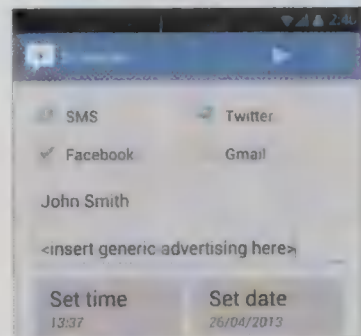 SMS Twitter
Facebook Gmail
John Smith
<insert generic advertising here>
Set time Set date
13:37 26/04/2013